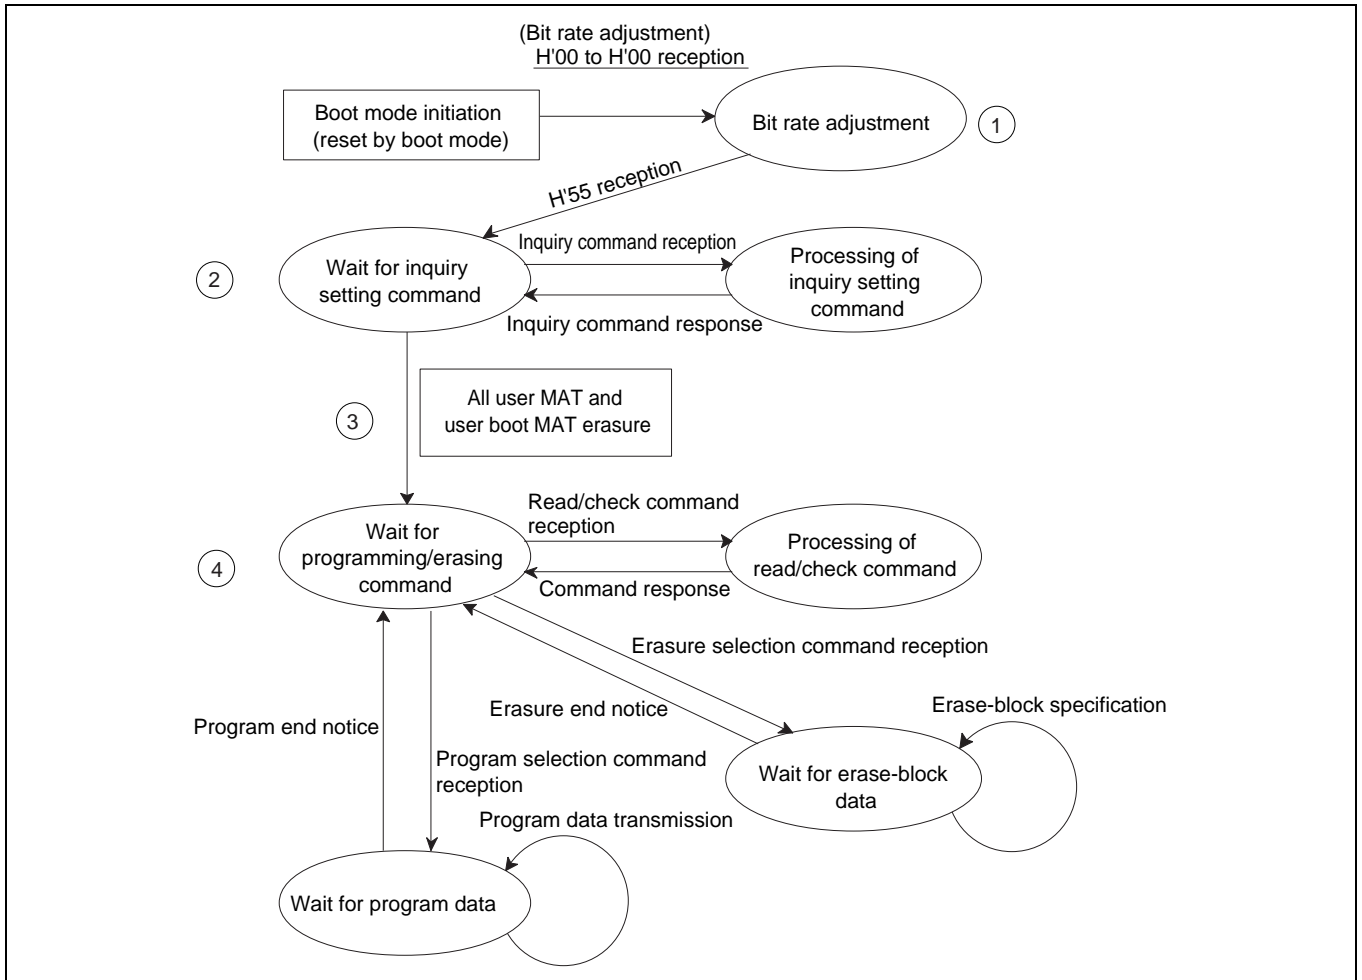 (Bit rate adjustment)
H'00 to H'00 reception
Boot mode initiation
(reset by boot mode)
Bit rate adjustment
1
H'55 reception
2
Wait for inquiry
setting command
Inquiry command reception
Inquiry command response
Processing of
inquiry setting
command
3
All user MAT and
user boot MAT erasure
4
Wait for
programming/erasing
command
Read/check command
reception
Command response
Processing of
read/check command
Erasure selection command reception
Erasure end notice
Program end notice
Program selection command
reception
Erase-block specification
Wait for erase-block
data
Program data transmission
Wait for program data